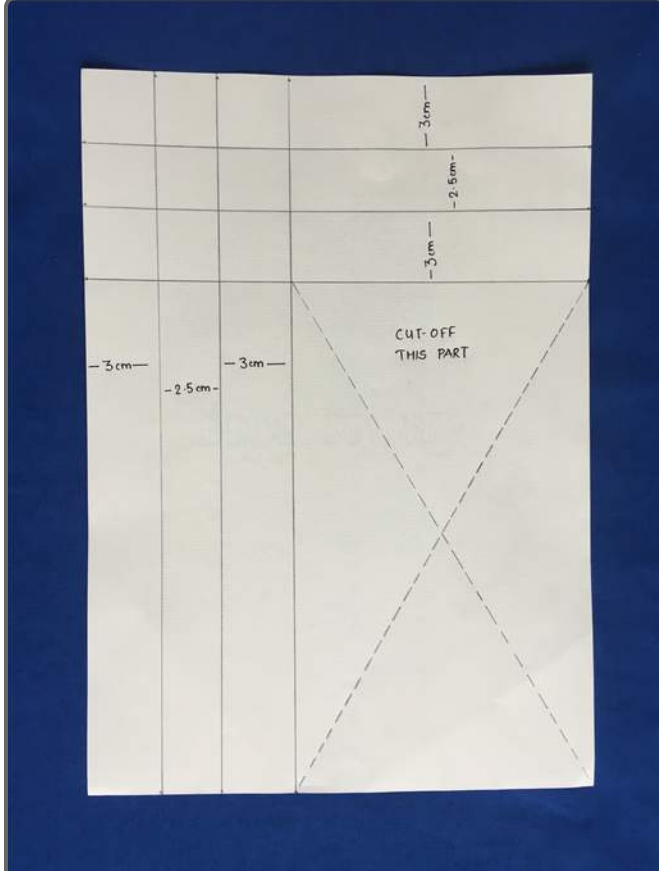 — 3cm —
- 2.5cm -
— 3cm —
CUT-OFF
THIS PART
— 3cm —
- 2.5cm -
— 3cm —